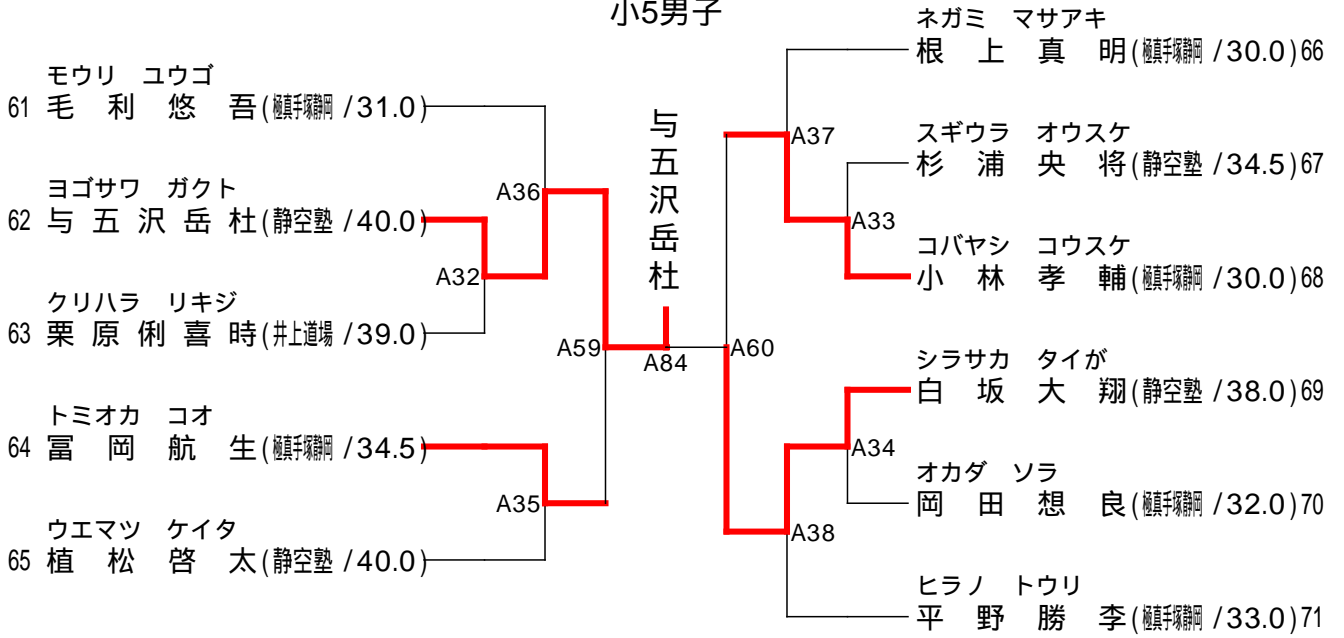 小5男子
モウリ ユウゴ
61 毛利悠吾(極真手塚静岡 /31.0)
ヨゴサワ ガクト
62 与五沢岳杜(静空塾 /40.0)
クリハラ リキジ
63 栗原俐喜時(井上道場 /39.0)
トミオカ コオ
64 冨岡航生(極真手塚静岡 /34.5)
ウエマツ ケイタ
65 植松啓太(静空塾 /40.0)
A36
A32
A59
A35
与五沢岳杜
A84
A37
A33
A60
A34
A38
ネガミ マサアキ
根上真明(極真手塚静岡 /30.0)66
スギウラ オウスケ
杉浦央将(静空塾 /34.5)67
コバヤシ コウスケ
小林孝輔(極真手塚静岡 /30.0)68
シラサカ タイが
白坂大翔(静空塾 /38.0)69
オカダ ソラ
岡田想良(極真手塚静岡 /32.0)70
ヒラノ トウリ
平野勝李(極真手塚静岡 /33.0)71